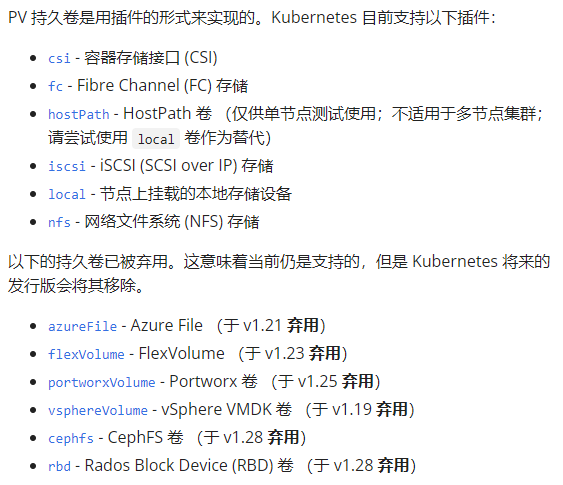 PV 持久卷是用插件的形式来实现的。Kubernetes 目前支持以下插件：
csi - 容器存储接口 (CSI)
fc - Fibre Channel (FC) 存储
hostPath - HostPath 卷 （仅供单节点测试使用；不适用于多节点集群；
请尝试使用 local 卷作为替代）
iscsi - iSCSI (SCSI over IP) 存储
local - 节点上挂载的本地存储设备
nfs - 网络文件系统 (NFS) 存储
以下的持久卷已被弃用。这意味着当前仍是支持的，但是 Kubernetes 将来的
发行版会将其移除。
azureFile - Azure File （于 v1.21 弃用）
flexVolume - FlexVolume （于 v1.23 弃用）
portworxVolume - Portworx 卷 （于 v1.25 弃用）
vsphereVolume - vSphere VMDK 卷 （于 v1.19 弃用）
cephfs - CephFS 卷 （于 v1.28 弃用）
rbd - Rados Block Device (RBD) 卷 （于 v1.28 弃用）